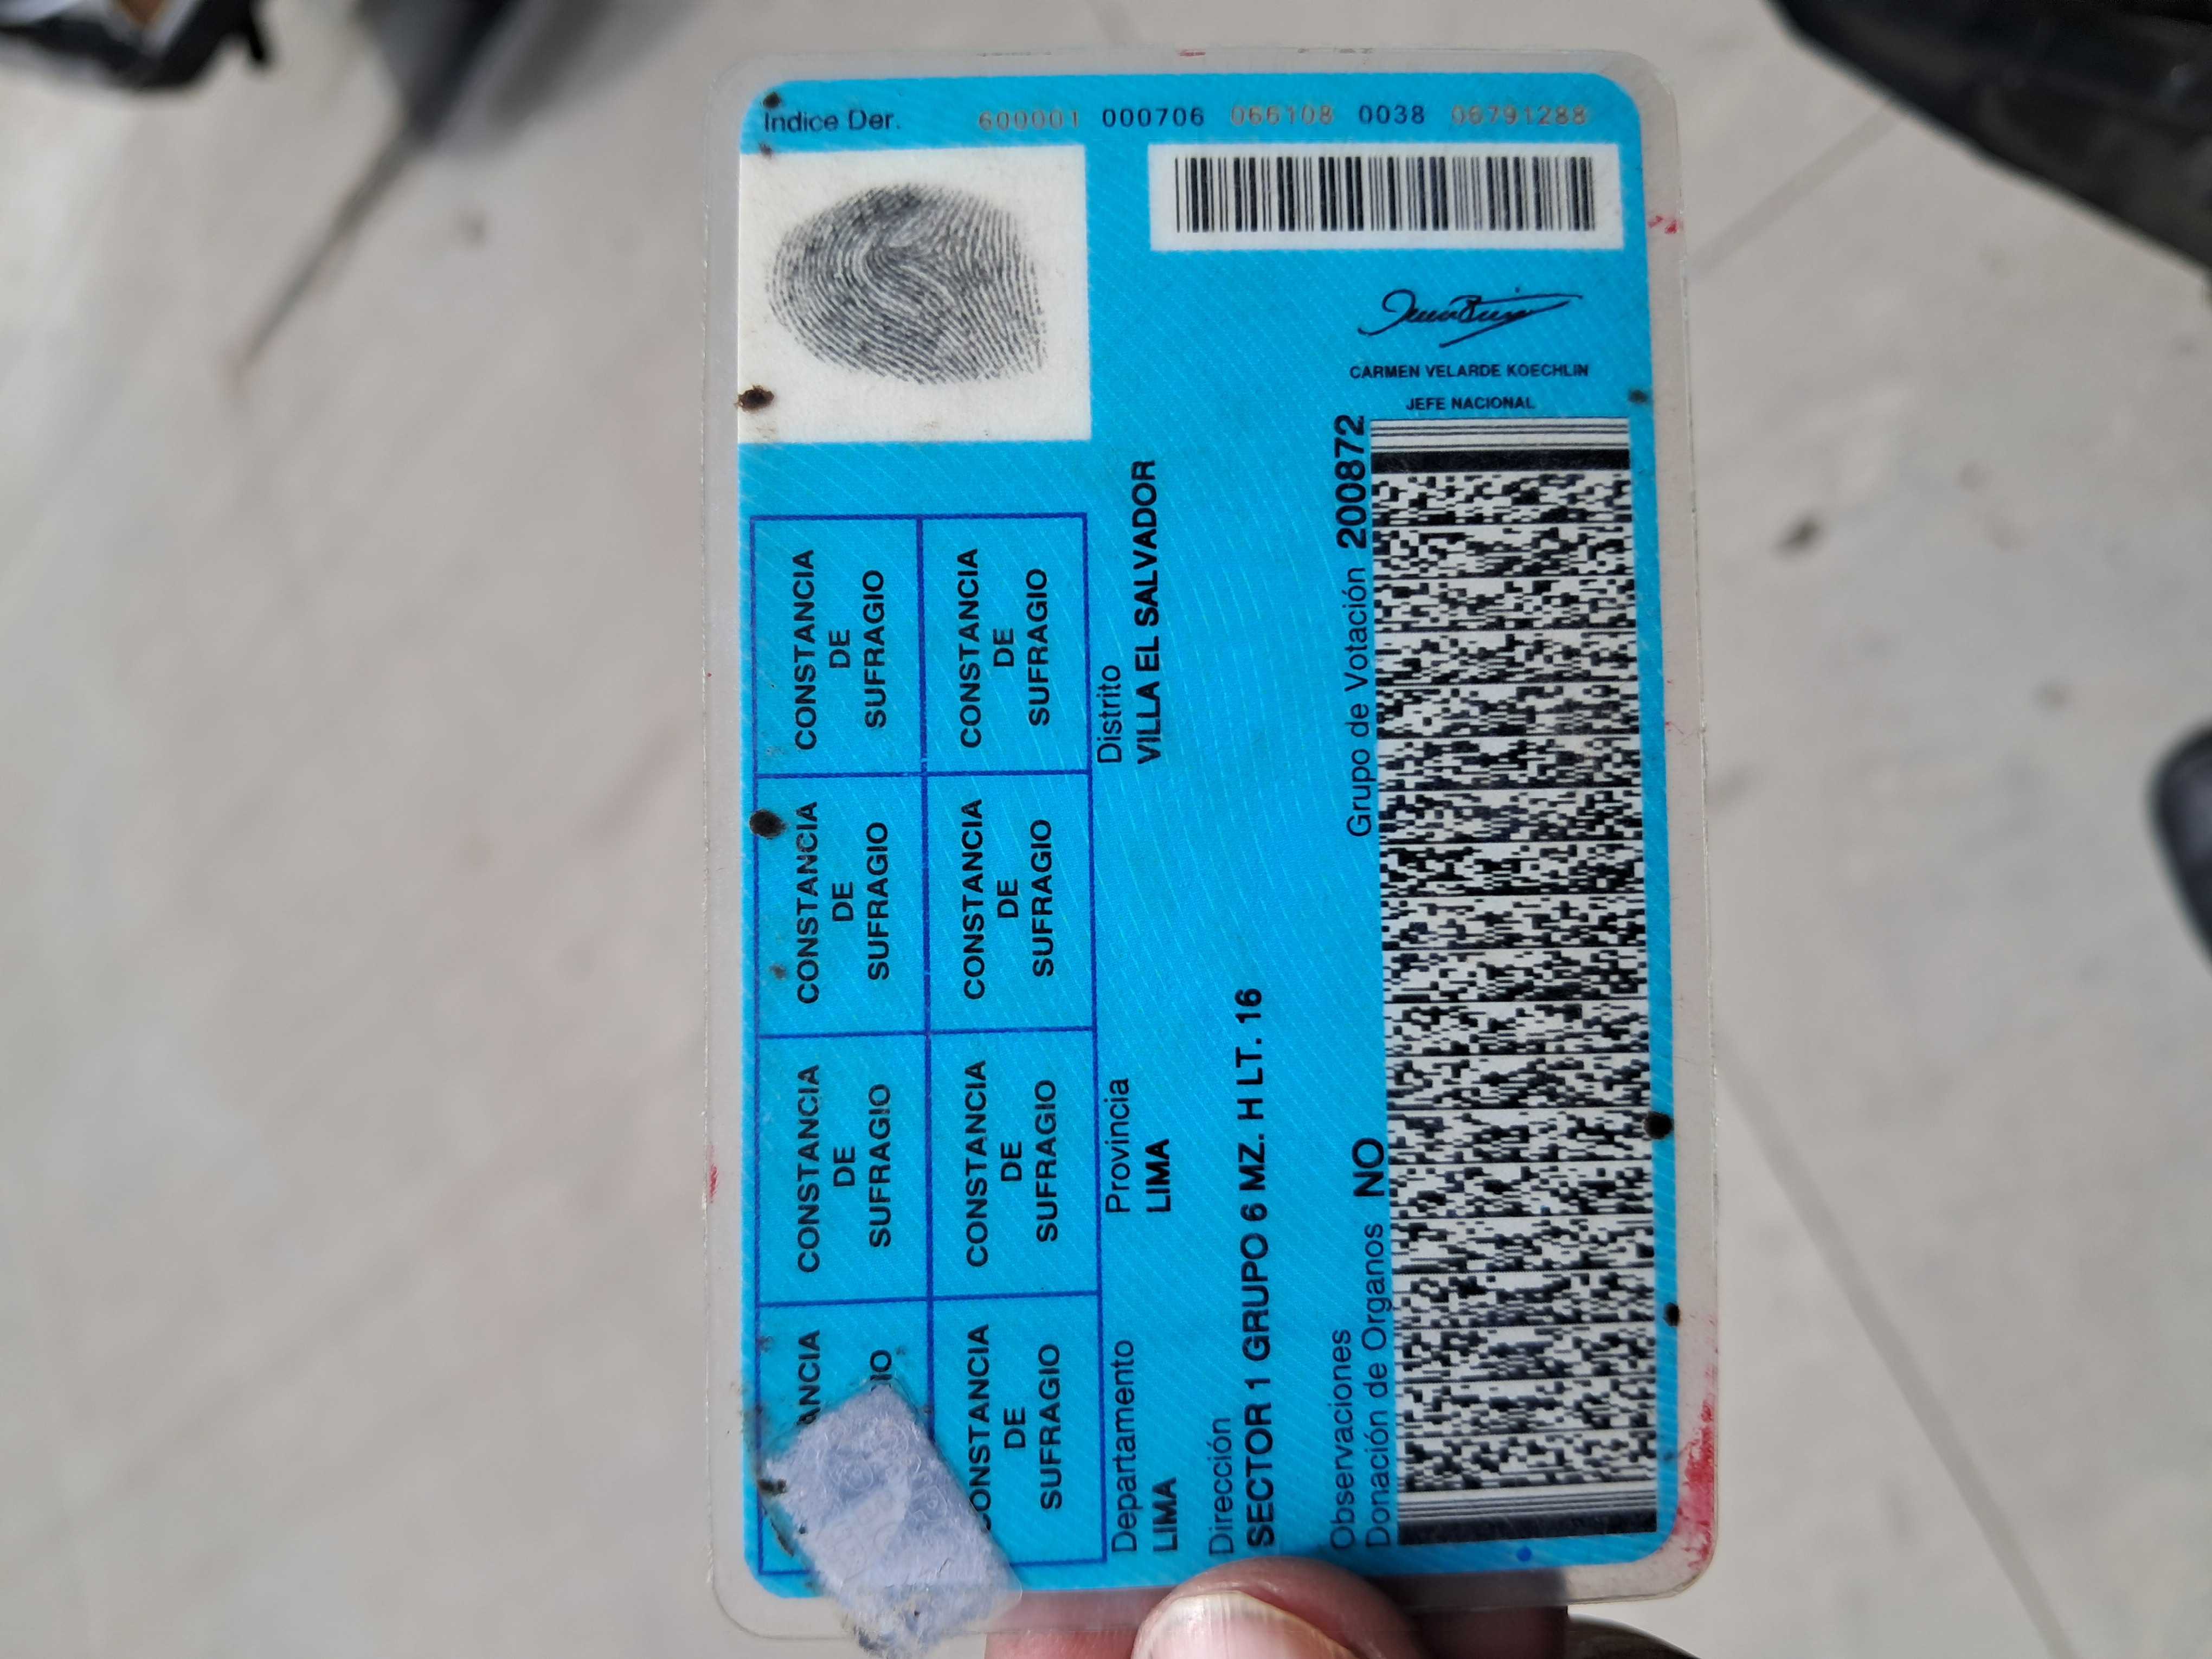 Indice Der.
600001 000706 066108 0038 06791288
CARMEN VELARDE KOECHLIN
JEFE NACIONAL
ANCIA
IO
CONSTANCIA
DE
SUFRAGIO
CONSTANCIA
DE
SUFRAGIO
CONSTANCIA
DE
SUFRAGIO
CONSTANCIA
DE
SUFRAGIO
CONSTANCIA
DE
SUFRAGIO
CONSTANCIA
DE
SUFRAGIO
CONSTANCIA
DE
SUFRAGIO
Departamento
LIMA
Provincia
LIMA
Distrito
VILLA EL SALVADOR
Dirección
SECTOR 1 GRUPO 6 MZ. H LT. 16
Observaciones
Donación de Organos NO
Grupo de Votación 200872